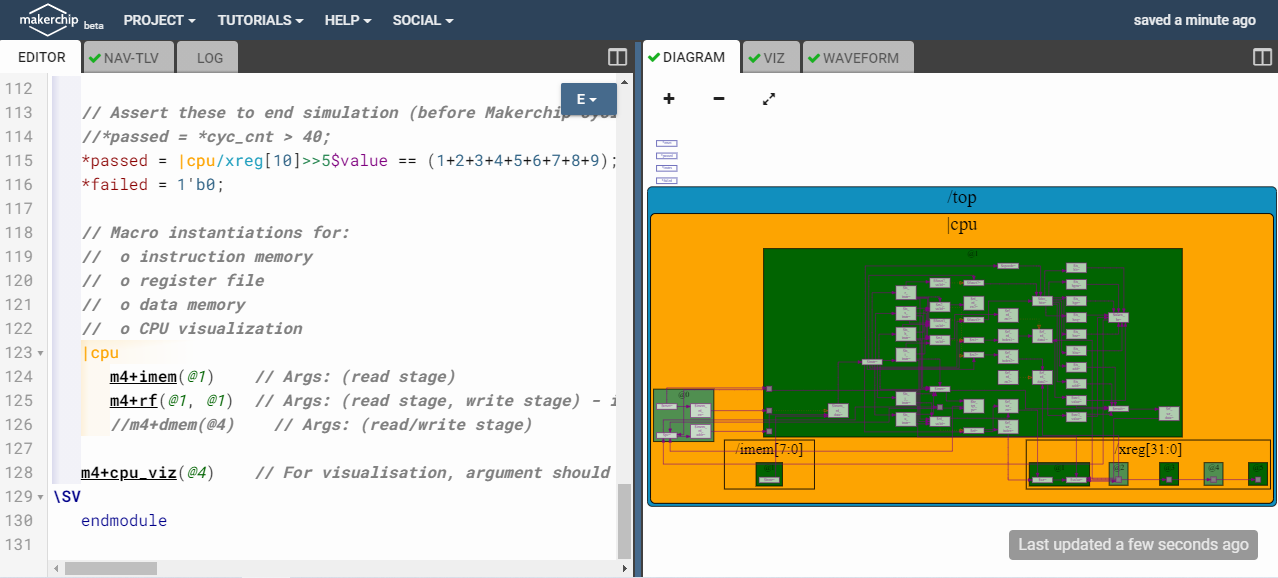 makerchip beta PROJECT TUTORIALS HELP SOCIAL saved a minute ago
EDITOR NAV-TLV LOG
DIAGRAM VIZ WAVEFORM
E
112
113 // Assert these to end simulation (before Makerchip
114 //*passed = *cyc_cnt > 40;
115 *passed = |cpu/xreg[10]>>5$value == (1+2+3+4+5+6+7+8+9);
116 *failed = 1'b0;
117
118 // Macro instantiations for:
119 // o instruction memory
120 // o register file
121 // o data memory
122 // o CPU visualization
123 |cpu
124 m4+imem(@1) // Args: (read stage)
125 m4+rf(@1, @1) // Args: (read stage, write stage) - i
126 //m4+dmem(@4) // Args: (read/write stage)
127
128 m4+cpu_viz(@4) // For visualisation, argument should
129 \SV
130 endmodule
131
/top
|cpu
@1
@0
/imem[7:0]
/xreg[31:0]
Last updated a few seconds ago